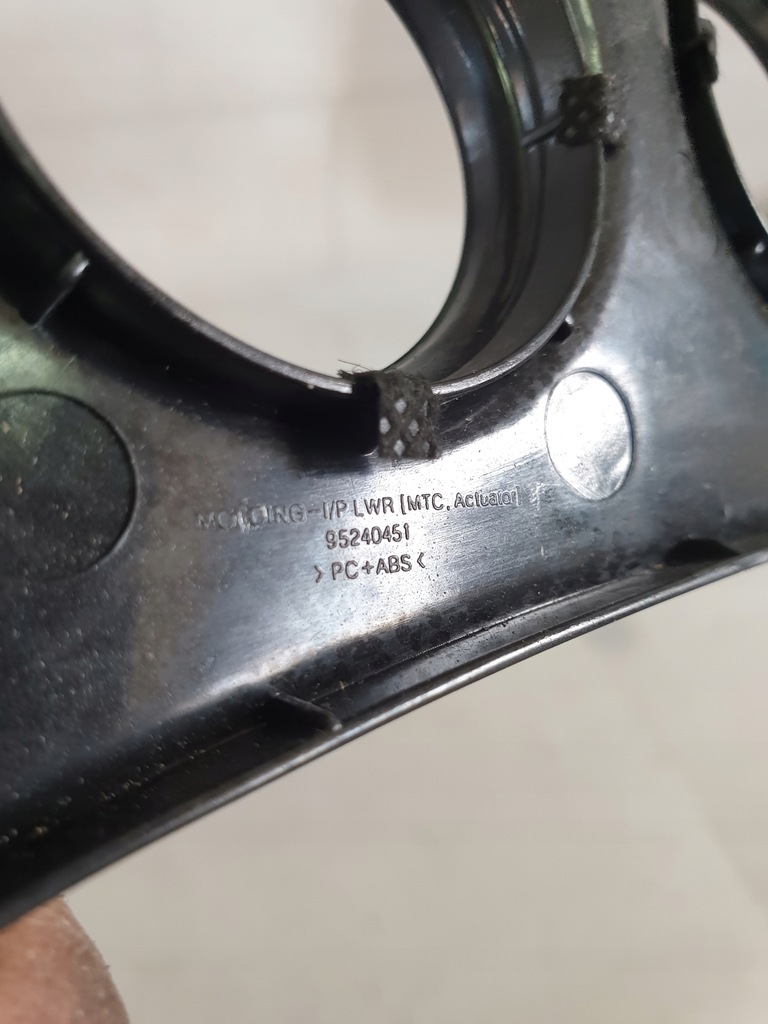 MOLDING-I/P LWR [MTC, Actuator]
95240451
>PC+ABS<